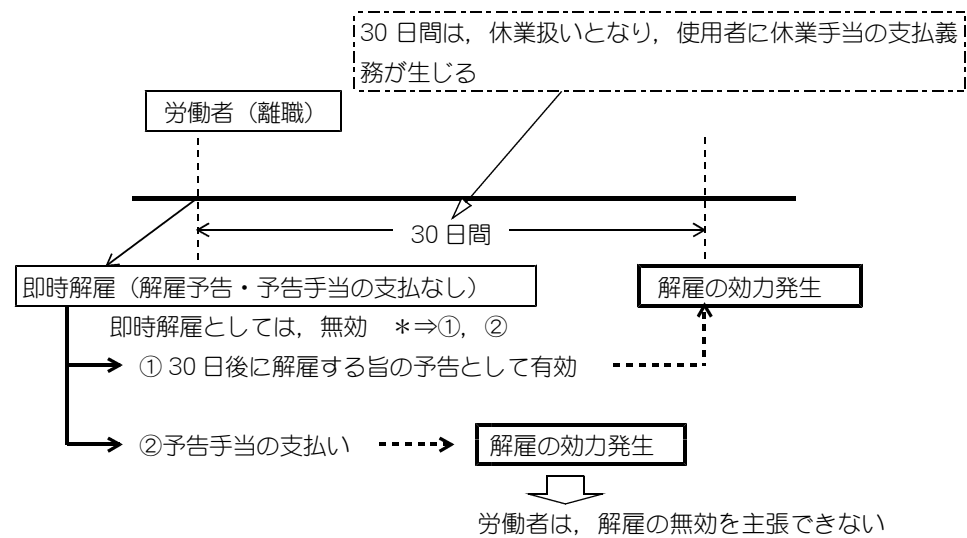 30 日間は，休業扱いとなり，使用者に休業手当の支払義
務が生じる
労働者（離職）
30 日間
即時解雇（解雇予告・予告手当の支払なし）
解雇の効力発生
即時解雇としては，無効　＊⇒①，②
① 30 日後に解雇する旨の予告として有効
②予告手当の支払い
解雇の効力発生
労働者は，解雇の無効を主張できない